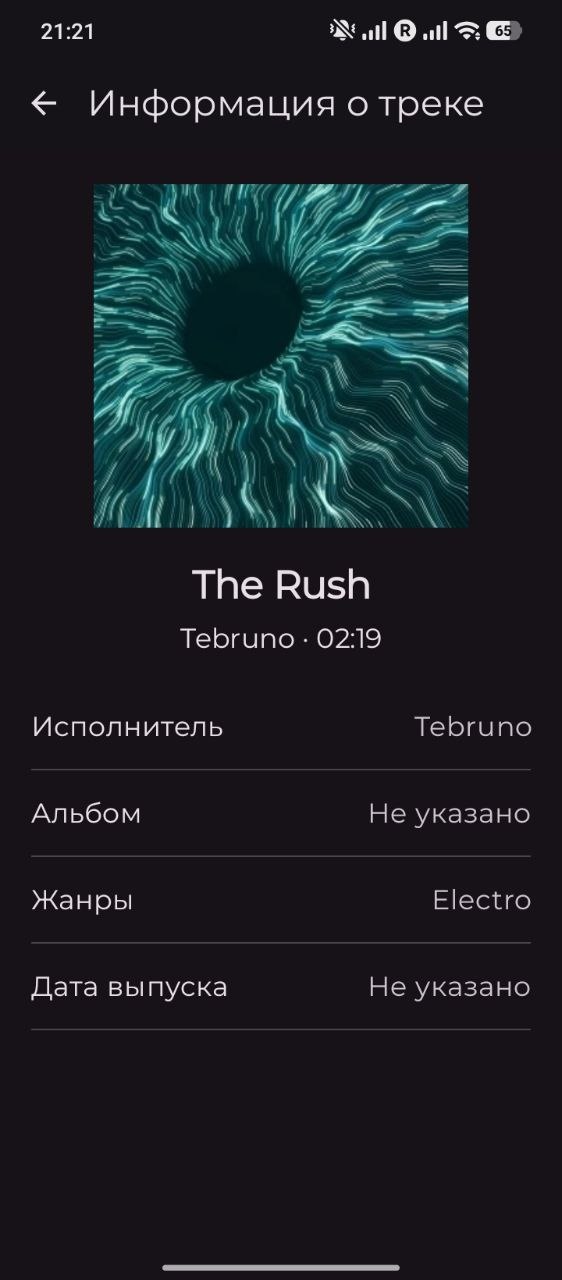 21:21 R 65
Информация о треке
The Rush
Tebruno · 02:19
Исполнитель Tebruno
Альбом Не указано
Жанры Electro
Дата выпуска Не указано